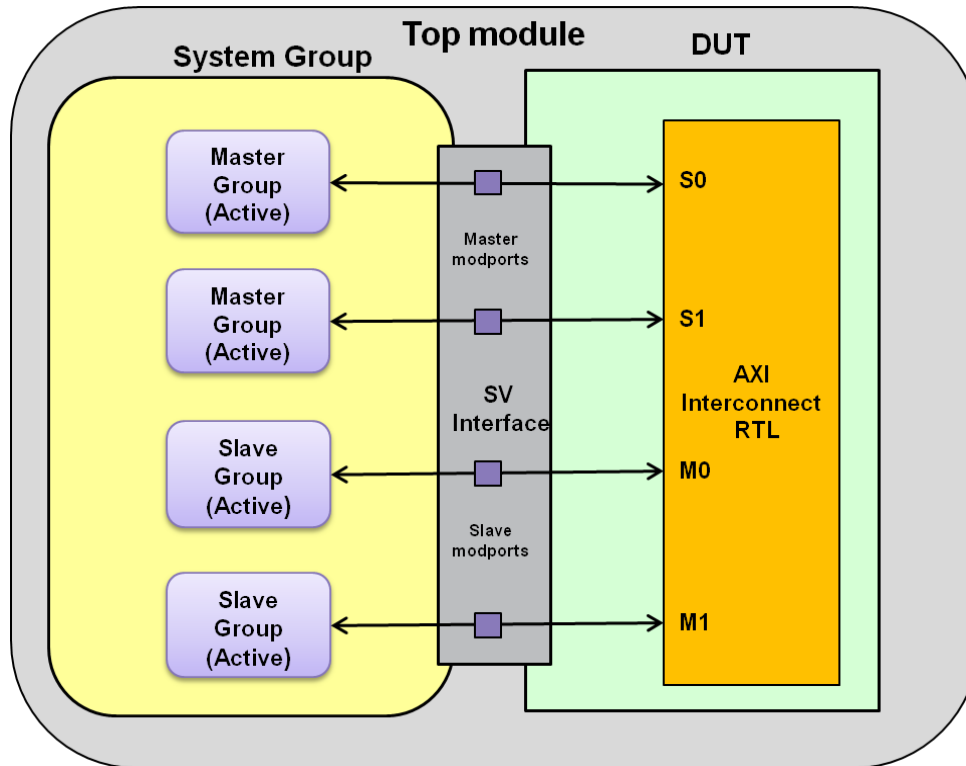 Top module
System Group
DUT
Master
Group
(Active)
S0
Master
modports
Master
Group
(Active)
S1
SV
Interface
AXI
Interconnect
RTL
Slave
Group
(Active)
M0
Slave
modports
Slave
Group
(Active)
M1